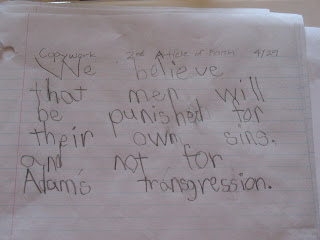 Copywork 2nd Article of Faith 4/29
We believe
that men will
be punished for
their own sins.
and not for
Adam's transgression.